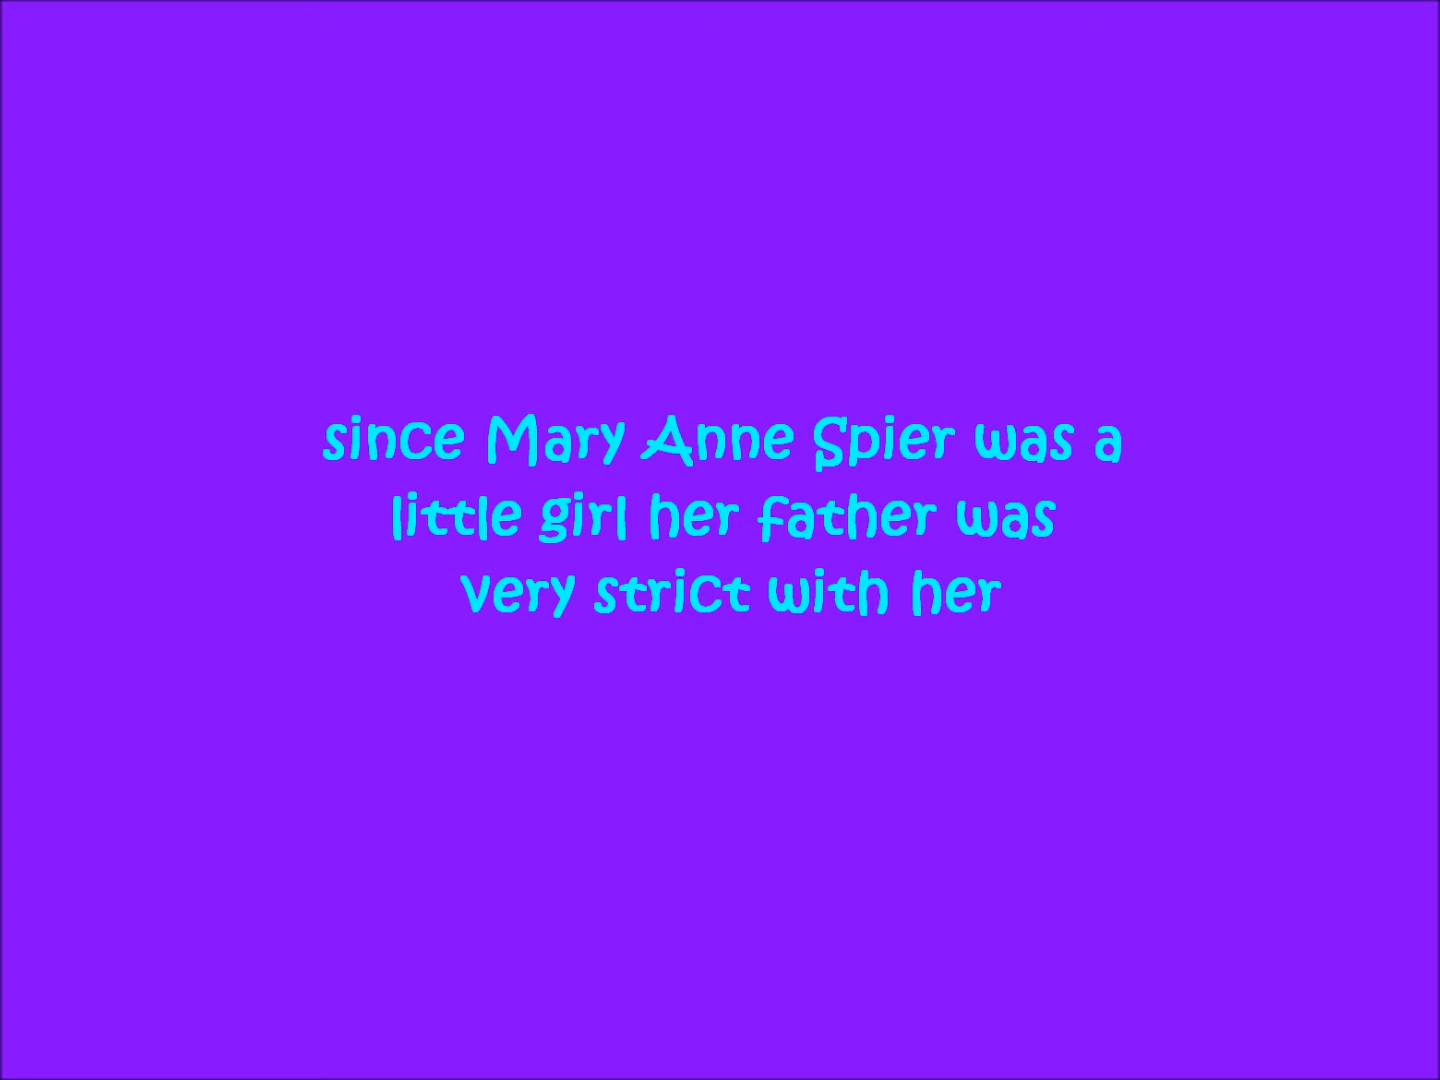 since Mary Anne Spier was a
little girl her father was
very strict with her